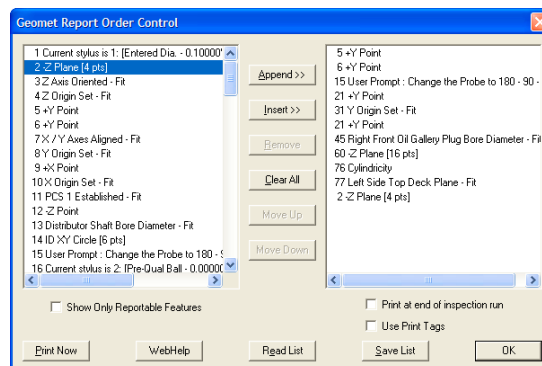 Geomet Report Order Control
1 Current stylus is 1: [Entered Dia. - 0.10000"
2 -Z Plane [4 pts]
3 Z Axis Oriented - Fit
4 Z Origin Set - Fit
5 +Y Point
6 +Y Point
7 X / Y Axes Aligned - Fit
8 Y Origin Set - Fit
9 +X Point
10 X Origin Set - Fit
11 PCS 1 Established - Fit
12 -Z Point
13 Distributor Shaft Bore Diameter - Fit
14 ID XY Circle [6 pts]
15 User Prompt : Change the Probe to 180 -
16 Current stylus is 2: [Pre-Qual Ball - 0.0000
Show Only Reportable Features
Append >>
Insert >>
Remove
Clear All
Move Up
Move Down
5 +Y Point
6 +Y Point
15 User Prompt : Change the Probe to 180 - 90 -
21 +Y Point
31 Y Origin Set - Fit
21 +Y Point
45 Right Front Oil Gallery Plug Bore Diameter - Fit
60 -Z Plane [16 pts]
76 Cylindricity
77 Left Side Top Deck Plane - Fit
2 -Z Plane [4 pts]
Print at end of inspection run
Use Print Tags
Print Now
WebHelp
Read List
Save List
OK